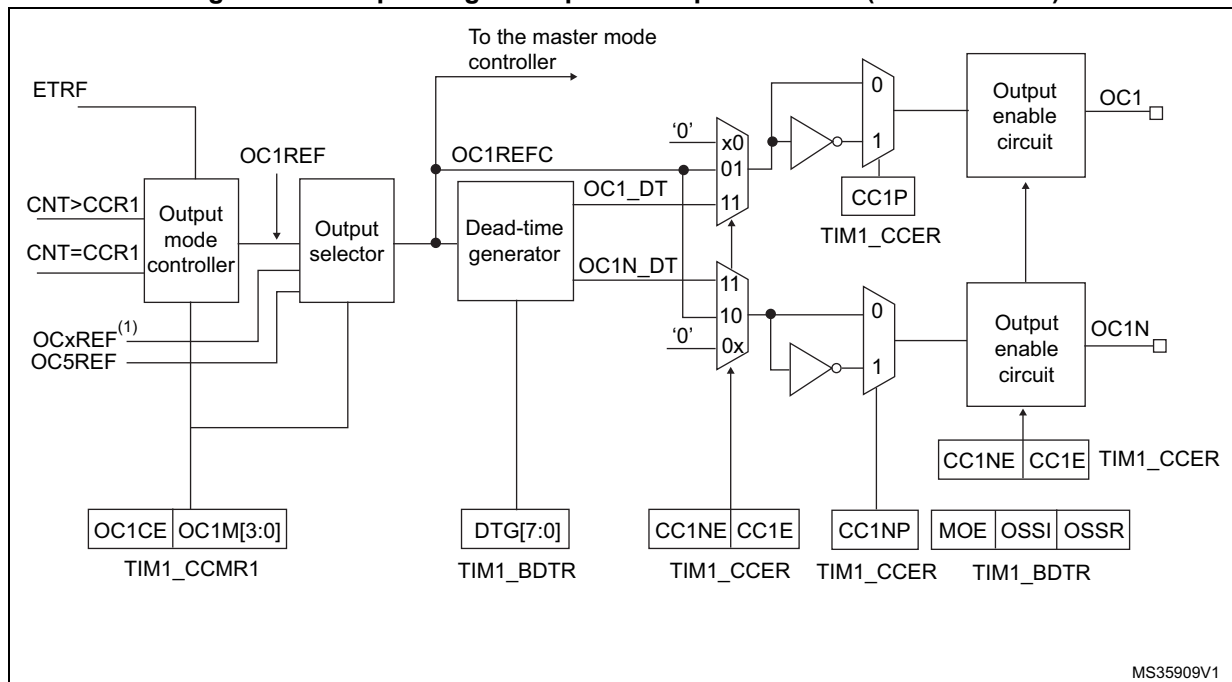 To the master mode
controller
ETRF
OC1REF
CNT>CCR1
CNT=CCR1
Output
mode
controller
Output
selector
OCxREF(1)
OC5REF
OC1REFC
Dead-time
generator
OC1_DT
OC1N_DT
'0'
x0
01
11
11
10
'0'
0x
0
1
CC1P
TIM1_CCER
0
1
Output
enable
circuit
OC1
Output
enable
circuit
OC1N
CC1NE CC1E TIM1_CCER
OC1CE OC1M[3:0]
TIM1_CCMR1
DTG[7:0]
TIM1_BDTR
CC1NE CC1E
TIM1_CCER
CC1NP
TIM1_CCER
MOE OSSI OSSR
TIM1_BDTR
MS35909V1